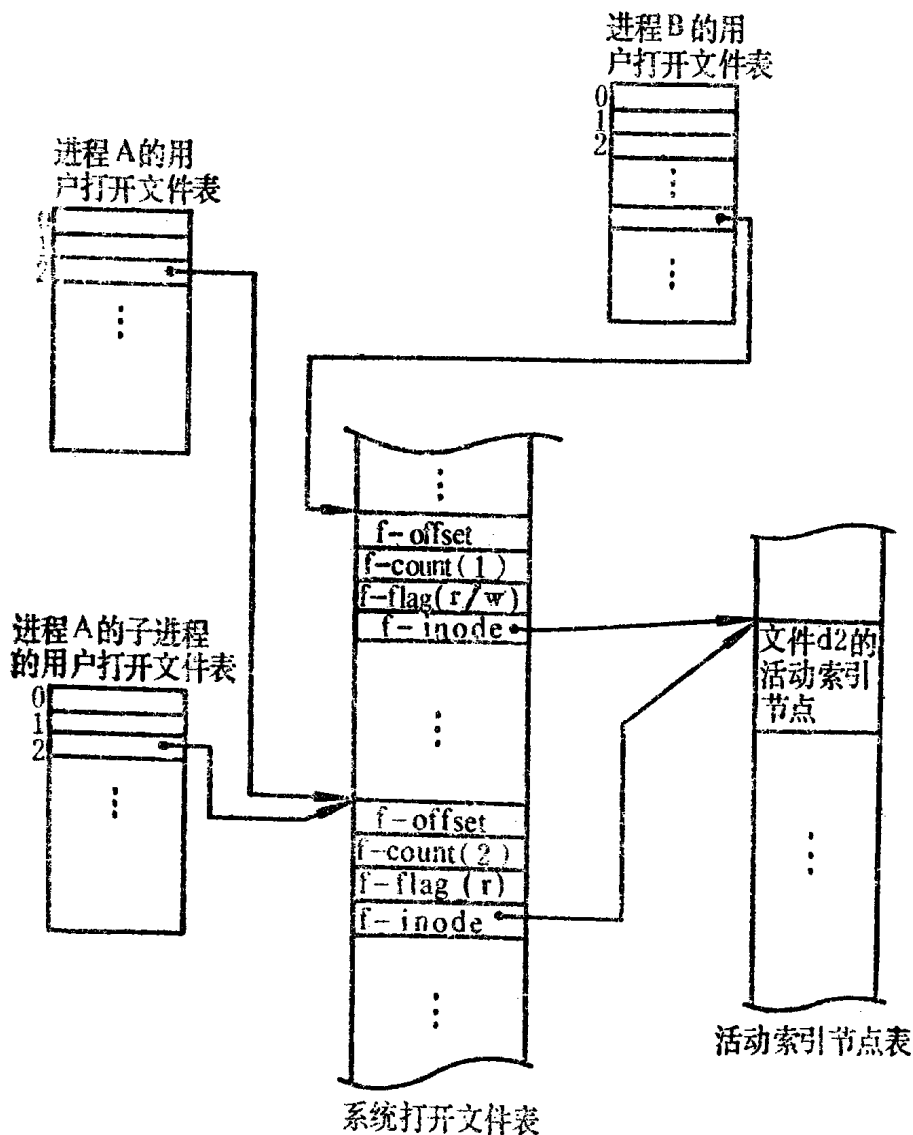 进程B的用
户打开文件表
0
1
2
进程A的用
户打开文件表
0
1
2
f-offset
f-count(1)
f-flag(r/w)
f-inode
文件d2的
活动索引
节点
进程A的子进程
的用户打开文件表
0
1
2
f-offset
f-count(2)
f-flag (r)
f-inode
活动索引节点表
系统打开文件表